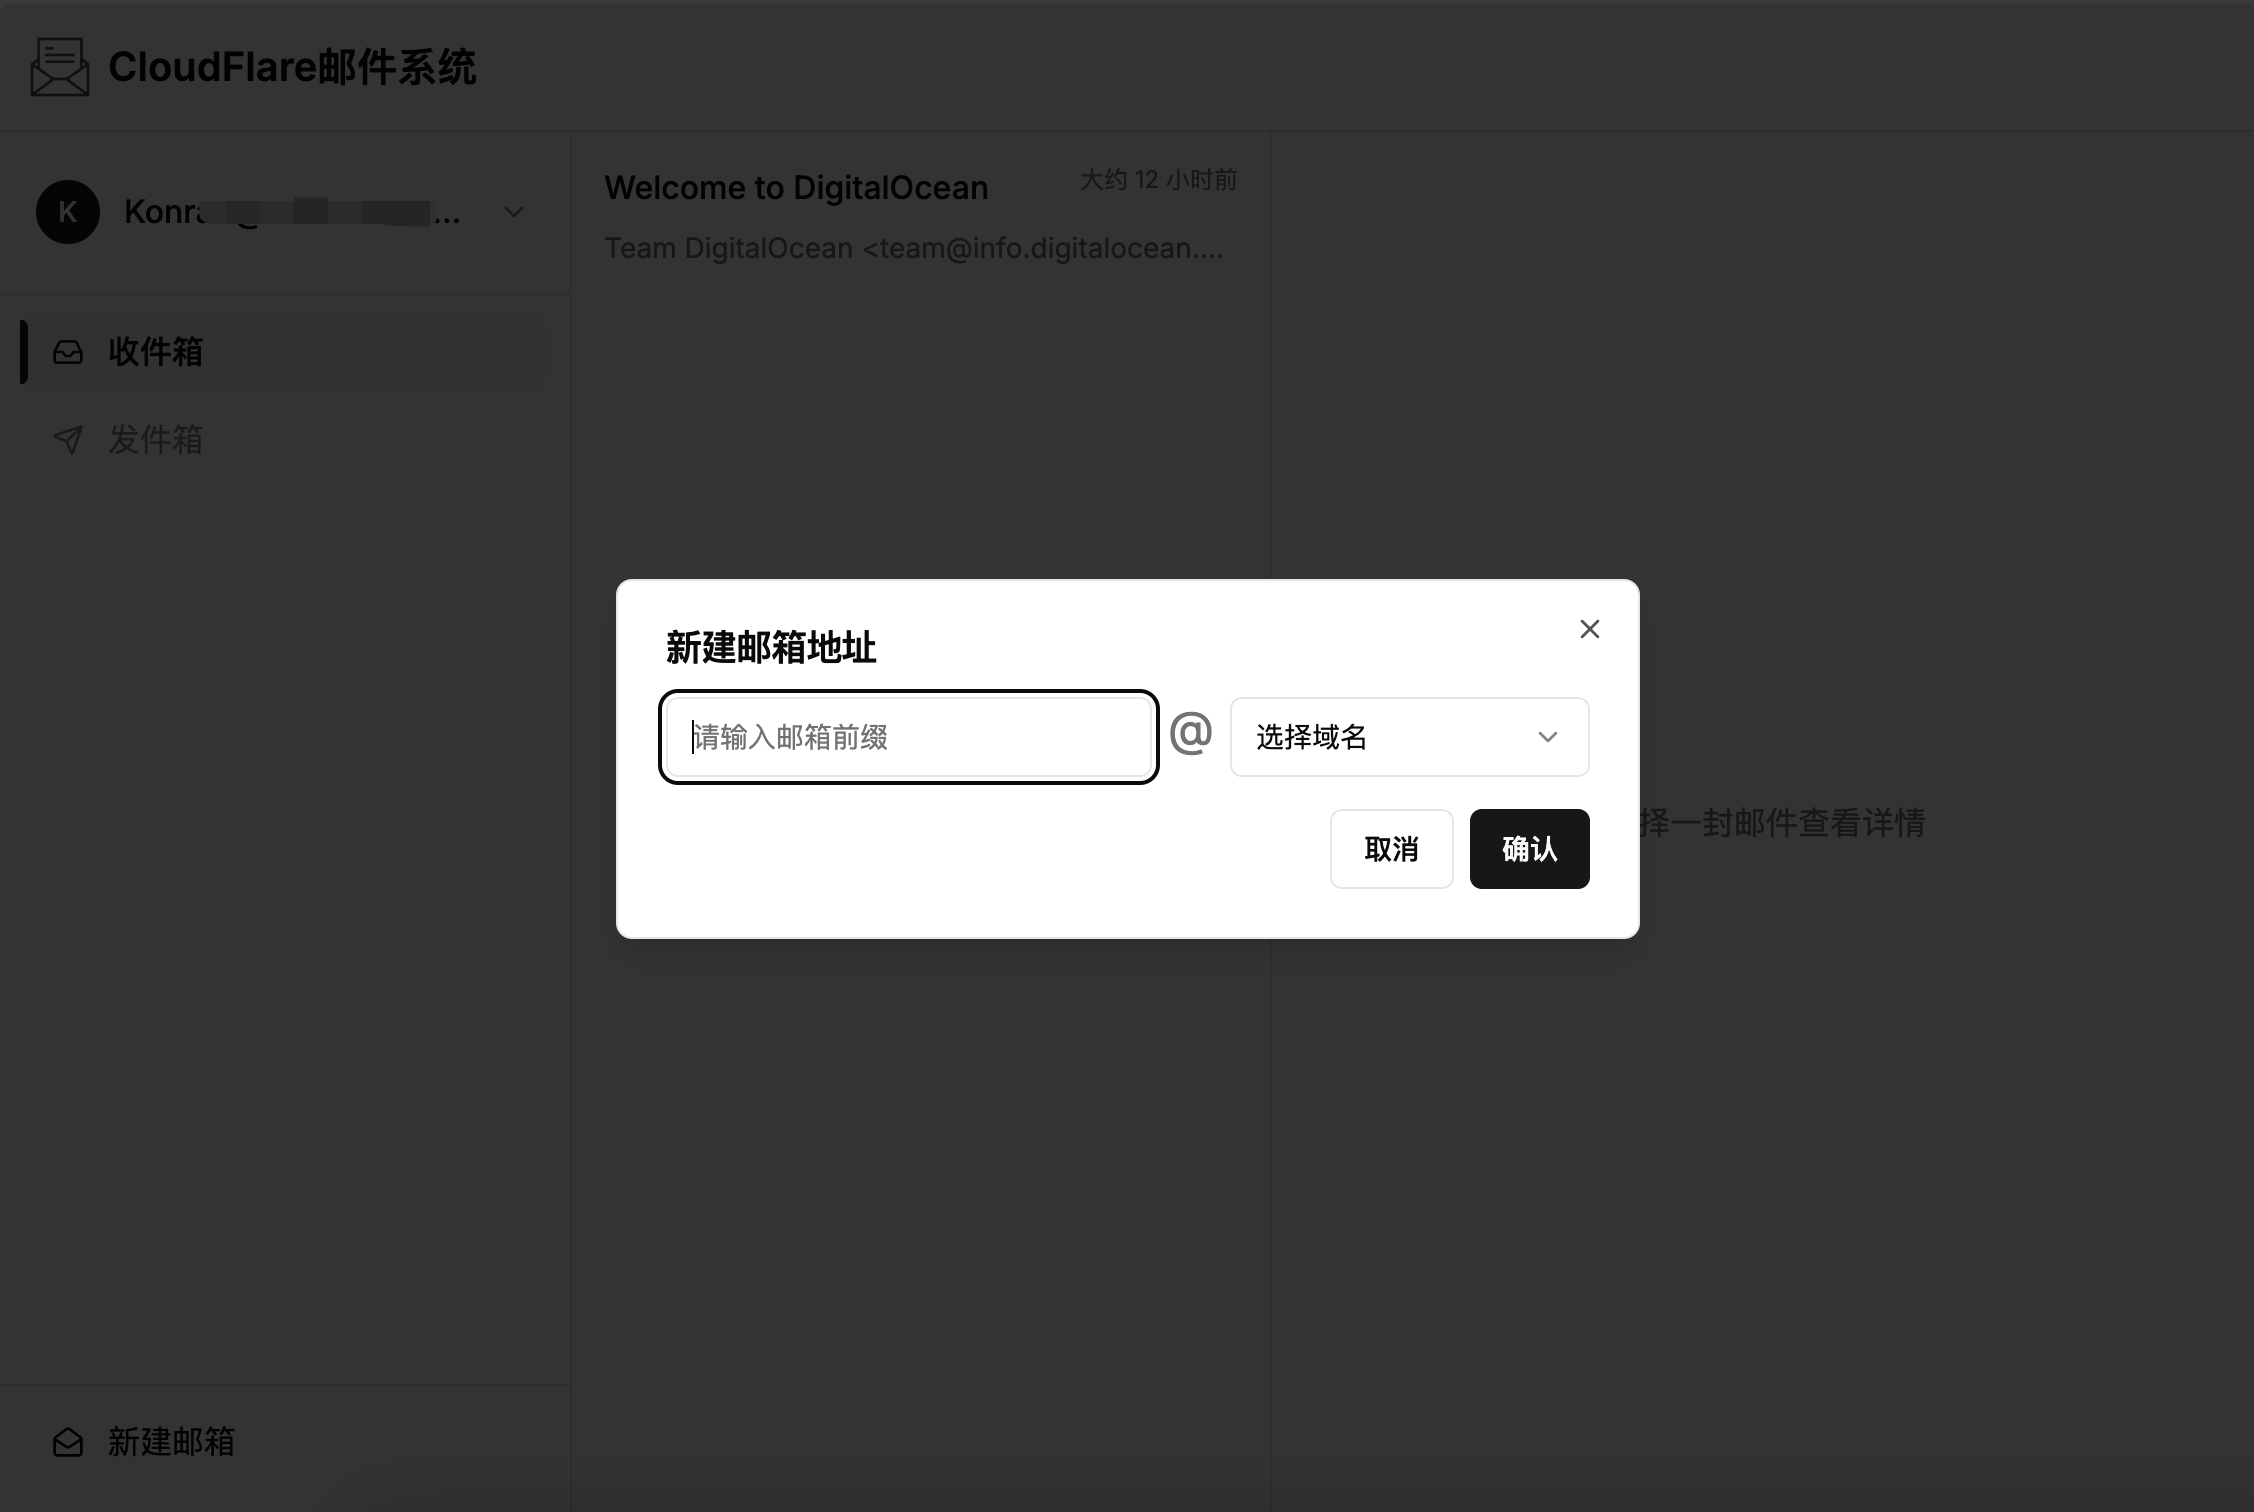 CloudFlare邮件系统
K
收件箱
发件箱
新建邮箱
Welcome to DigitalOcean
大约 12 小时前
Team DigitalOcean <team@info.digitalocean....
新建邮箱地址
请输入邮箱前缀
@
选择域名
取消
确认
择一封邮件查看详情